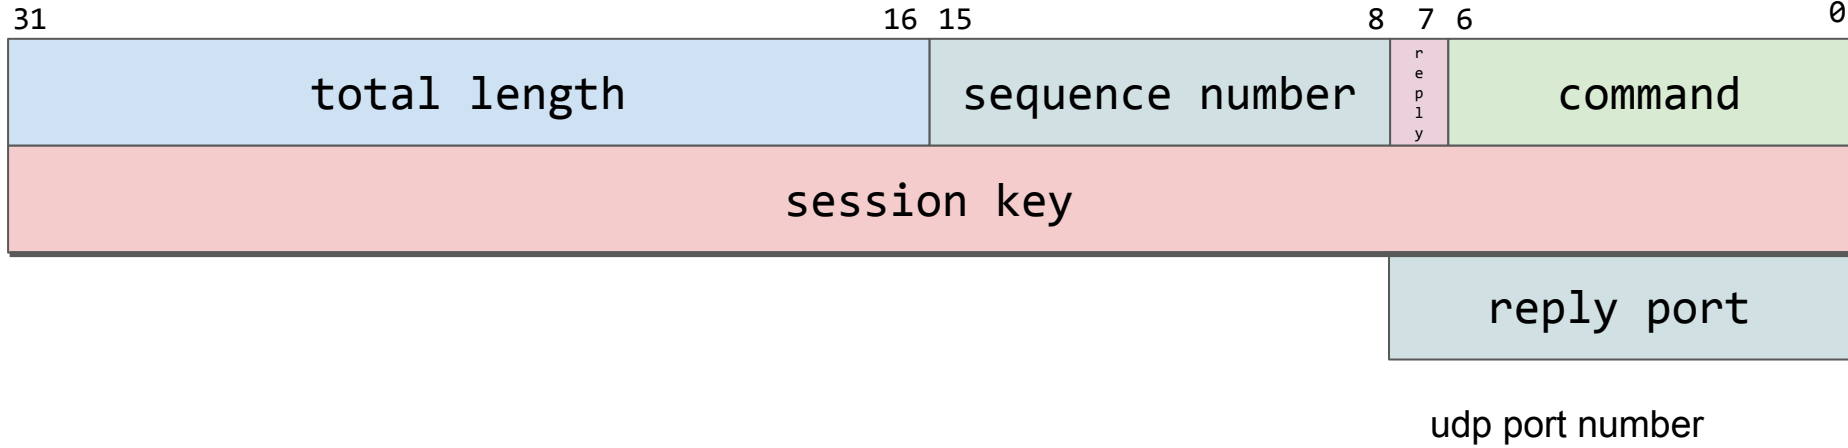 31 16 15 8 7 6 0
total length sequence number reply command
session key
reply port
udp port number